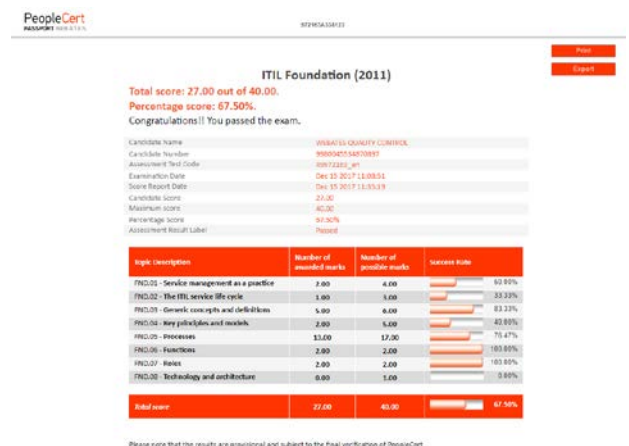 PeopleCert
Print
Export
ITIL Foundation (2011)
Total score: 27.00 out of 40.00.
Percentage score: 67.50%.
Congratulations!! You passed the exam.
Candidate Name WEBATES QUALITY CONTROL
Candidate Number
Assessment Test Code
Examination Date Dec 15 2017
Score Report Date Dec 15 2017
Candidate Score 27.00
Maximum score 40.00
Percentage Score 67.50%
Assessment Result Label Passed
Topic Description Number of awarded marks Number of possible marks Success Rate
FND.01 - Service management as a practice 2.00 4.00
FND.02 - The ITIL service life cycle 1.00 3.00 33.33%
FND.03 - Generic concepts and definitions 5.00 6.00 83.33%
FND.04 - Key principles and models 2.00 5.00 40.00%
FND.05 - Processes 13.00 17.00 76.47%
FND.06 - Functions 2.00 2.00 100.00%
FND.07 - Roles 2.00 2.00 100.00%
FND.08 - Technology and architecture 0.00 1.00 0.00%
Total score 27.00 40.00 67.50%
Please note that the results are provisional and subject to the final verification of PeopleCert